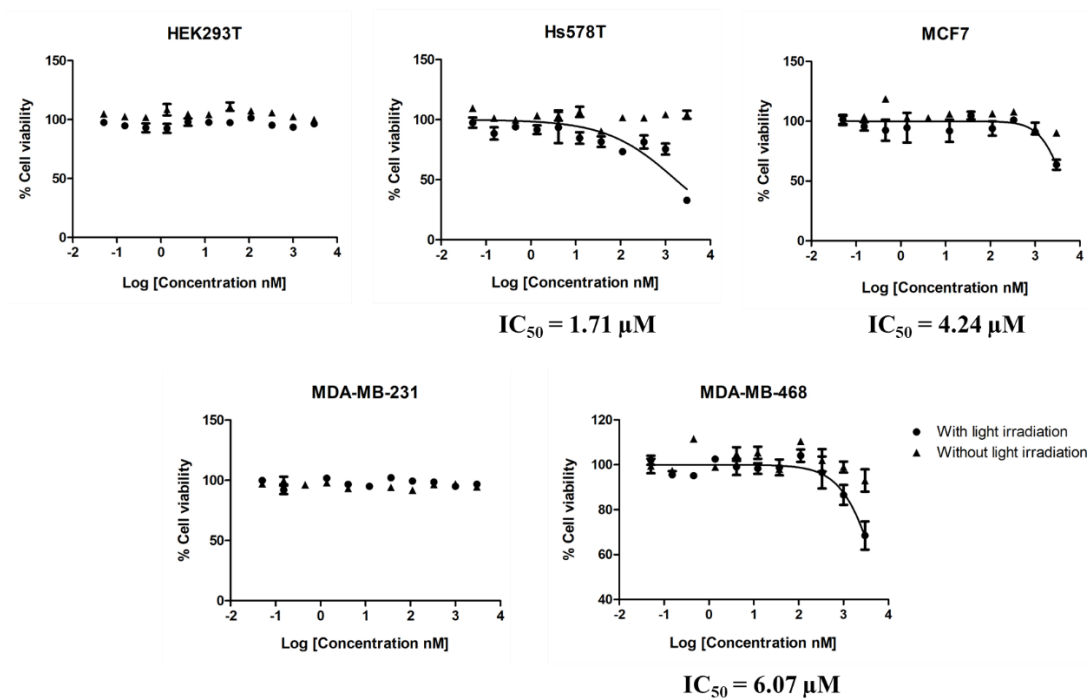 HEK293T
150
100
50
0
% Cell viability
-2 -1 0 1 2 3 4
Log [Concentration nM]
Hs578T
150
100
50
0
% Cell viability
-2 -1 0 1 2 3 4
Log [Concentration nM]
IC50 = 1.71 µM
MCF7
150
100
50
0
% Cell viability
-2 -1 0 1 2 3 4
Log [Concentration nM]
IC50 = 4.24 µM
MDA-MB-231
150
100
50
0
% Cell viability
-2 -1 0 1 2 3 4
Log [Concentration nM]
MDA-MB-468
120
100
80
60
40
% Cell viability
-2 -1 0 1 2 3 4
Log [Concentration nM]
IC50 = 6.07 µM
With light irradiation
Without light irradiation